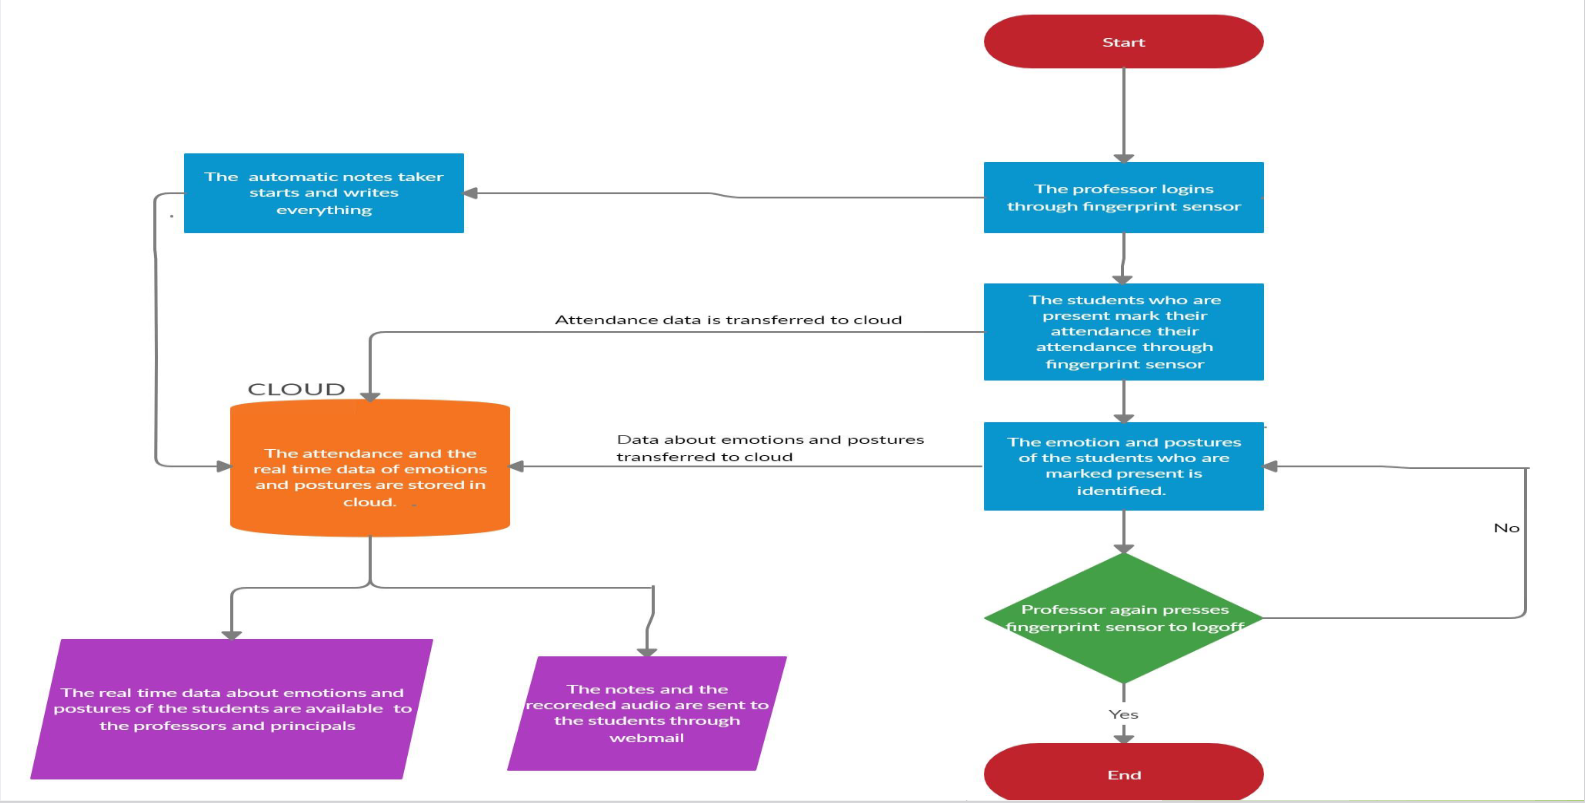 Start
The professor logins
through fingerprint sensor
The  automatic notes taker
starts and writes
everything
The students who are
present mark their
attendance their
attendance through
fingerprint sensor
Attendance data is transferred to cloud
CLOUD
The attendance and the
real time data of emotions
and postures are stored in
cloud.
Data about emotions and postures
transferred to cloud
The emotion and postures
of the students who are
marked present is
identified.
No
Professor again presses
fingerprint sensor to logoff
Yes
End
The real time data about emotions and
postures of the students are available  to
the professors and principals
The notes and the
recoreded audio are sent to
the students through
webmail